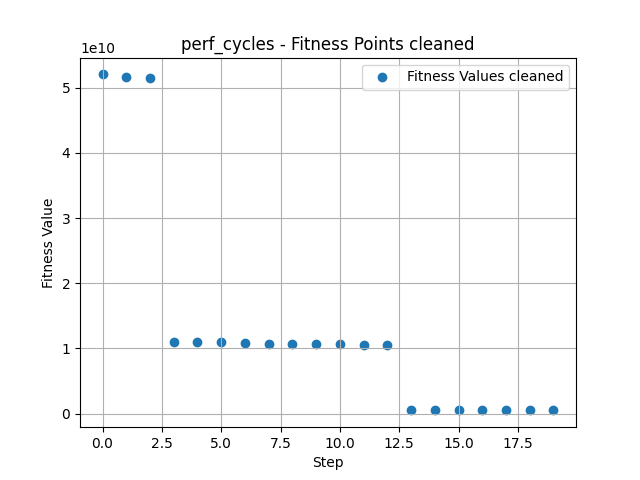 perf_cycles - Fitness Points cleaned
1e10
Fitness Values cleaned
5
4
3
2
1
0
Fitness Value
0.0 2.5 5.0 7.5 10.0 12.5 15.0 17.5
Step